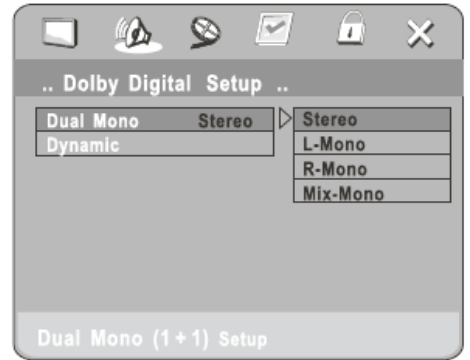 .. Dolby Digital Setup ..
Dual Mono Stereo Stereo
Dynamic L-Mono
R-Mono
Mix-Mono
Dual Mono (1+1) Setup